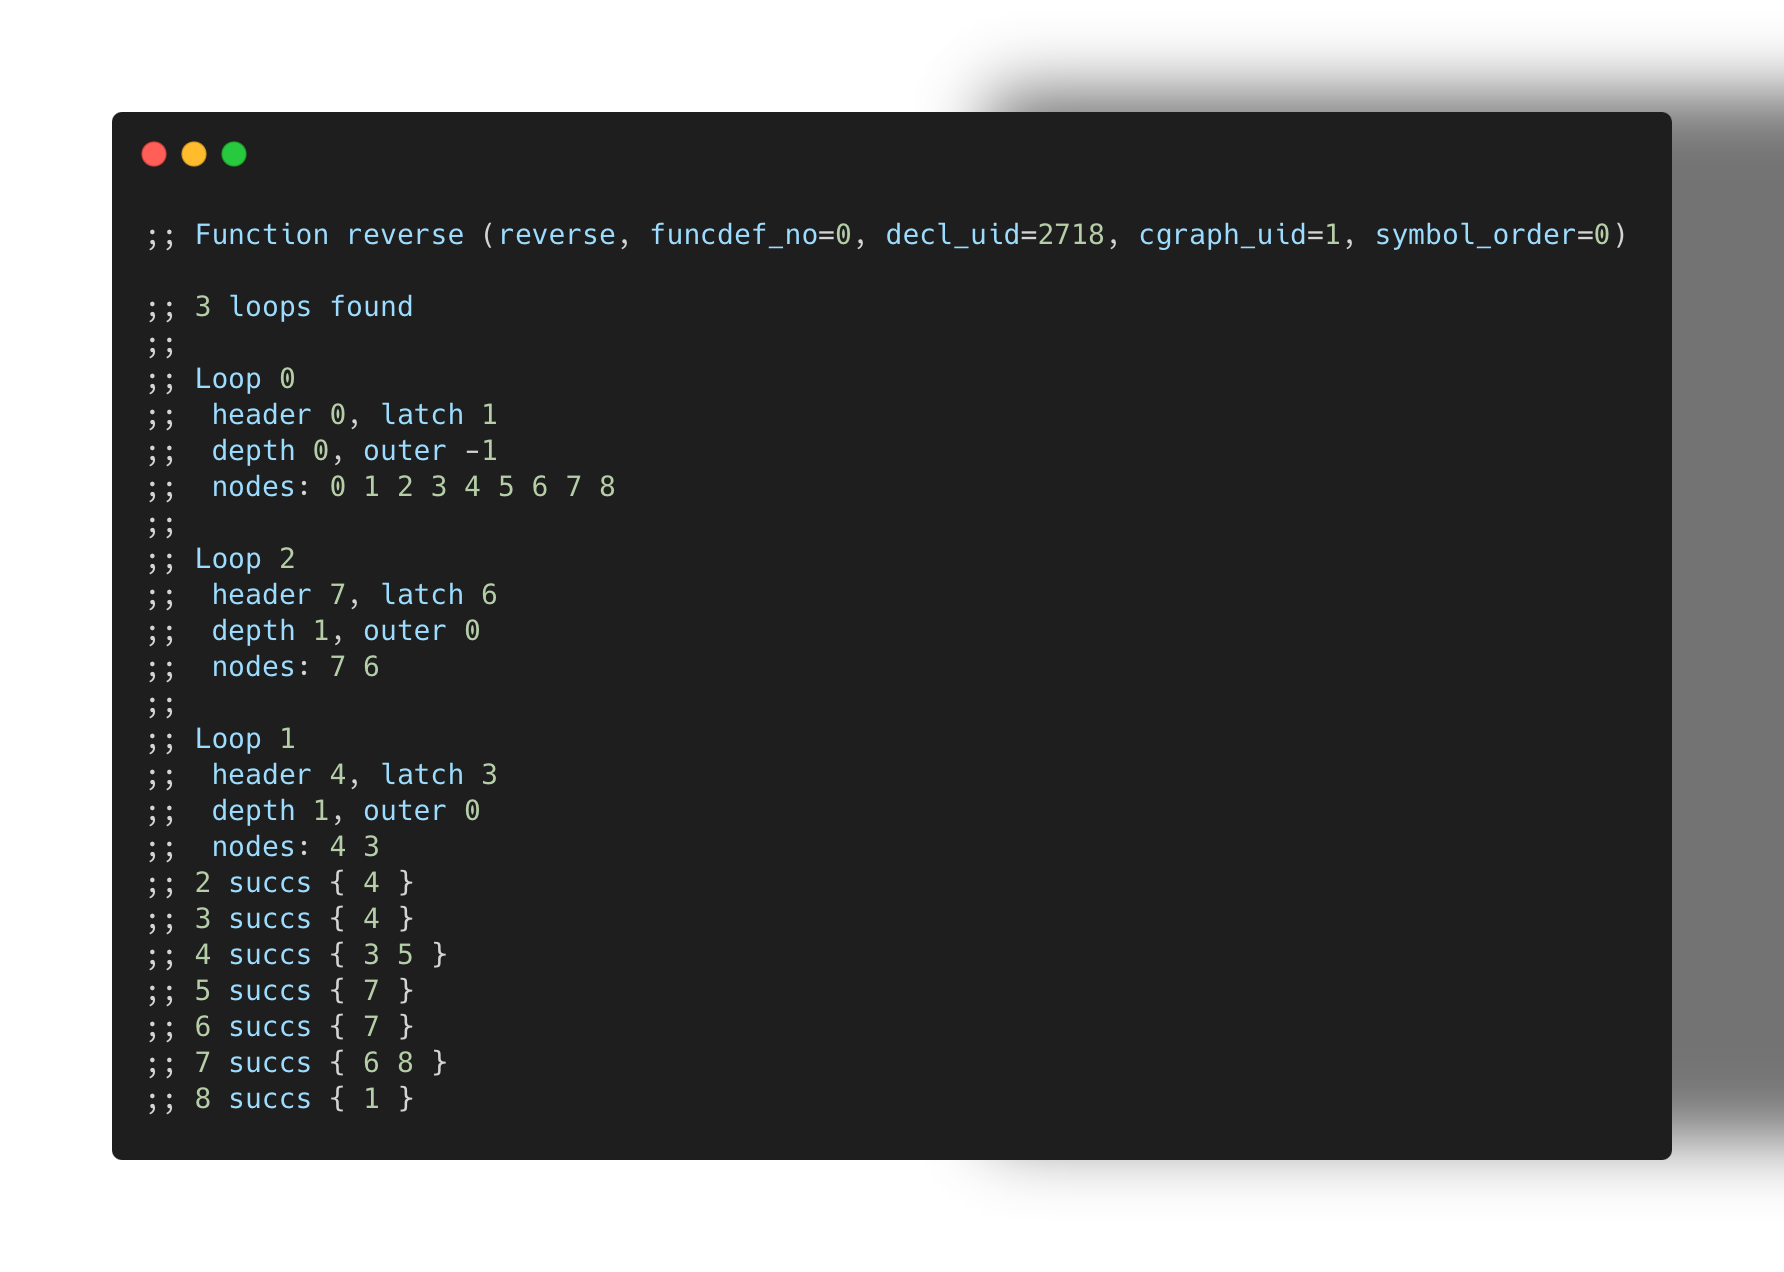 ;; Function reverse (reverse, funcdef_no=0, decl_uid=2718, cgraph_uid=1, symbol_order=0)

;; 3 loops found
;;
;; Loop 0
;;  header 0, latch 1
;;  depth 0, outer -1
;;  nodes: 0 1 2 3 4 5 6 7 8
;;
;; Loop 2
;;  header 7, latch 6
;;  depth 1, outer 0
;;  nodes: 7 6
;;
;; Loop 1
;;  header 4, latch 3
;;  depth 1, outer 0
;;  nodes: 4 3
;; 2 succs { 4 }
;; 3 succs { 4 }
;; 4 succs { 3 5 }
;; 5 succs { 7 }
;; 6 succs { 7 }
;; 7 succs { 6 8 }
;; 8 succs { 1 }